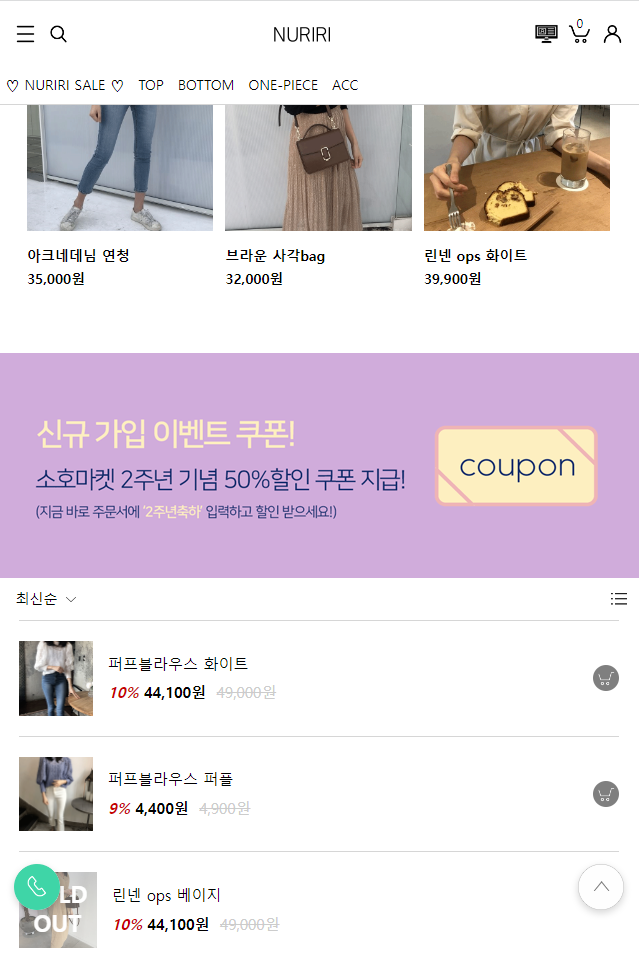 NURIRI
0
♡ NURIRI SALE ♡ TOP BOTTOM ONE-PIECE ACC
아크네데님 연청 브라운 사각bag 린넨 ops 화이트
35,000원 32,000원 39,900원
신규 가입 이벤트 쿠폰!
소호마켓 2주년 기념 50%할인 쿠폰 지급!
(지금 바로 주문서에 '2주년축하' 입력하고 할인 받으세요!)
coupon
최신순
퍼프블라우스 화이트
10% 44,100원 49,000원
퍼프블라우스 퍼플
9% 4,400원 4,900원
LD
OUT
린넨 ops 베이지
10% 44,100원 49,000원